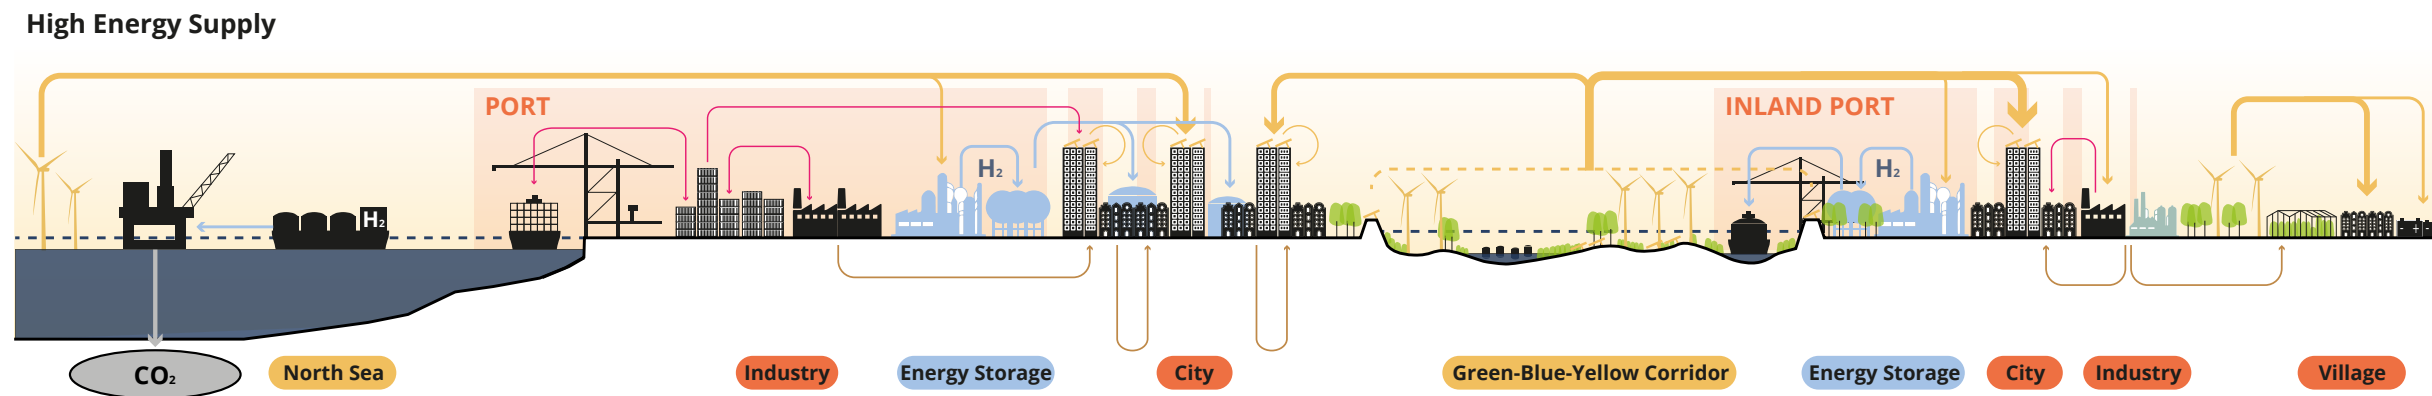 High Energy Supply
PORT
INLAND PORT
H₂
H₂
H₂
CO₂
North Sea
Industry
Energy Storage
City
Green-Blue-Yellow Corridor
Energy Storage
City
Industry
Village